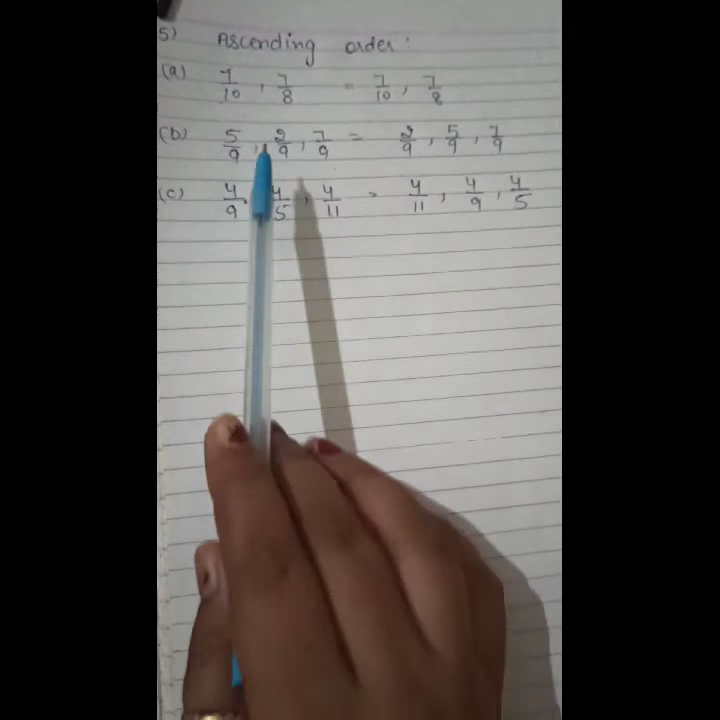 5) Ascending order:
(a) 7/10, 7/8 = 7/10, 7/8
(b) 5/9, 2/9, 7/9 = 2/9, 5/9, 7/9
(c) 4/9, 4/5, 4/11 = 4/11, 4/9, 4/5